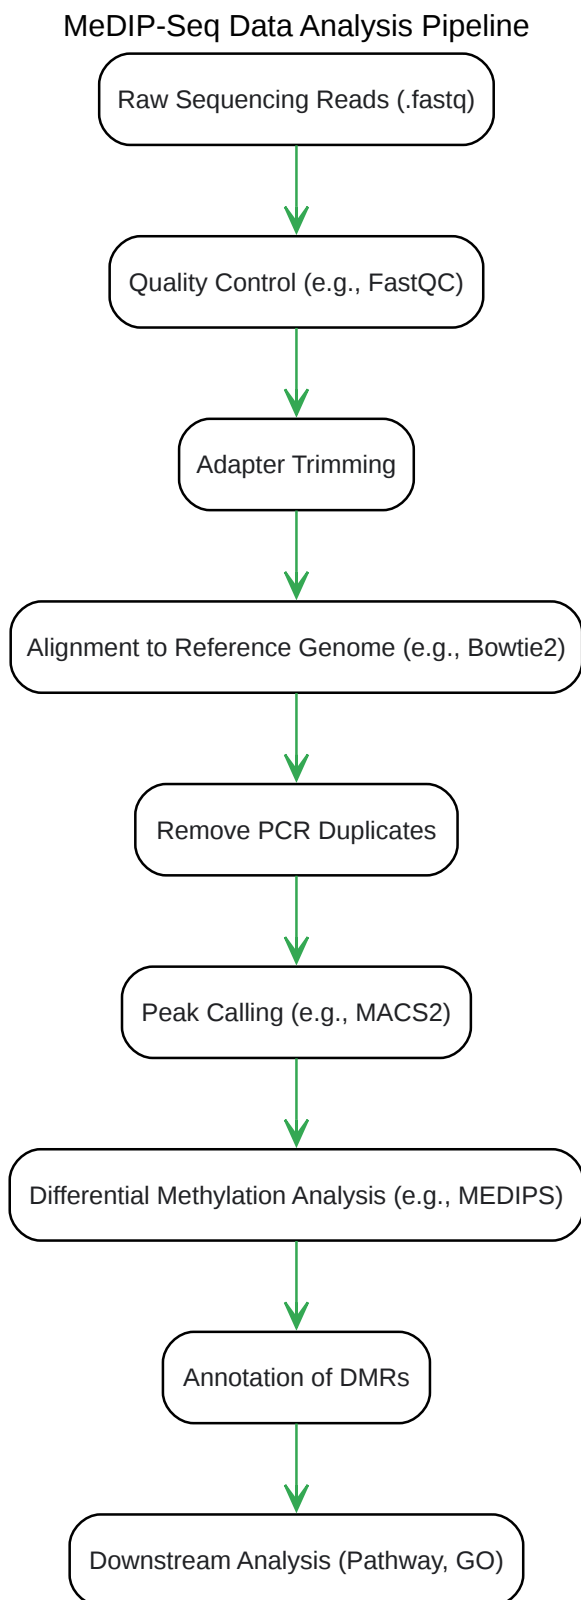 MeDIP-Seq Data Analysis Pipeline
Raw Sequencing Reads (.fastq)
Quality Control (e.g., FastQC)
Adapter Trimming
Alignment to Reference Genome (e.g., Bowtie2)
Remove PCR Duplicates
Peak Calling (e.g., MACS2)
Differential Methylation Analysis (e.g., MEDIPS)
Annotation of DMRs
Downstream Analysis (Pathway, GO)